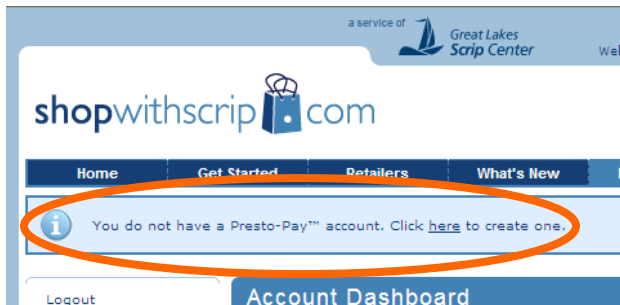 a service of
Great Lakes
Scrip Center
shopwithscrip.com
Home Get Started Retailers What's New
You do not have a Presto-Pay™ account. Click here to create one.
Logout
Account Dashboard